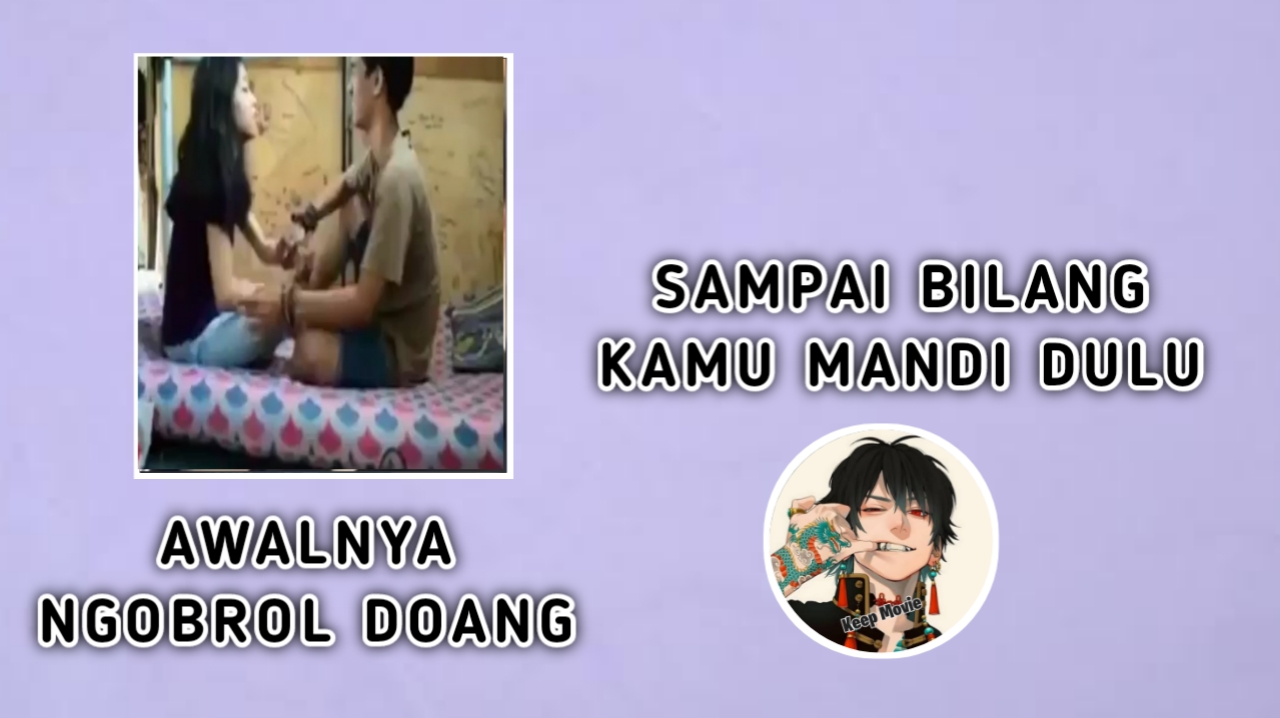 AWALNYA
NGOBROL DOANG
SAMPAI BILANG
KAMU MANDI DULU
Keep Movie